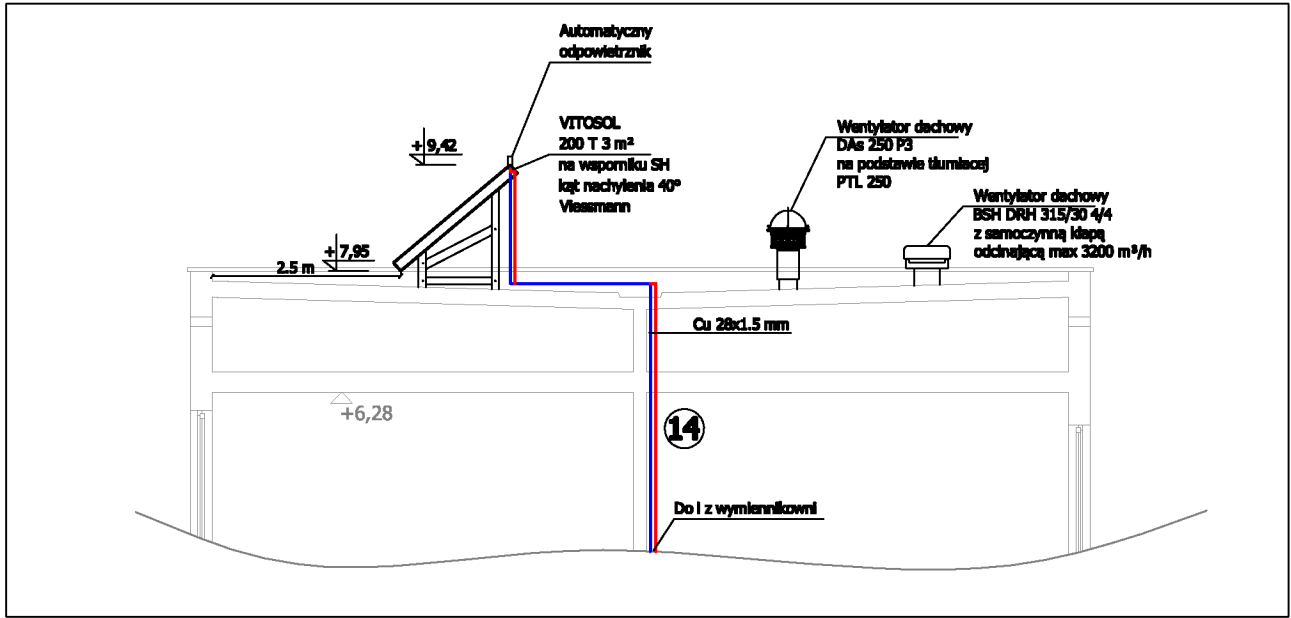 Automatyczny
odpowietrznik
VITOSOL
200 T 3 m²
na wsporniku SH
kąt nachylenia 40°
Viessmann
+ 9,42
+ 7,95
2.5 m
Wentylator dachowy
DAs 250 P3
na podstawie tłumiacej
PTL 250
Wentylator dachowy
BSH DRH 315/30 4/4
z samoczynną klapą
odcinającą max 3200 m³/h
Cu 28x1.5 mm
+6,28
14
Do i z wymiennikowni